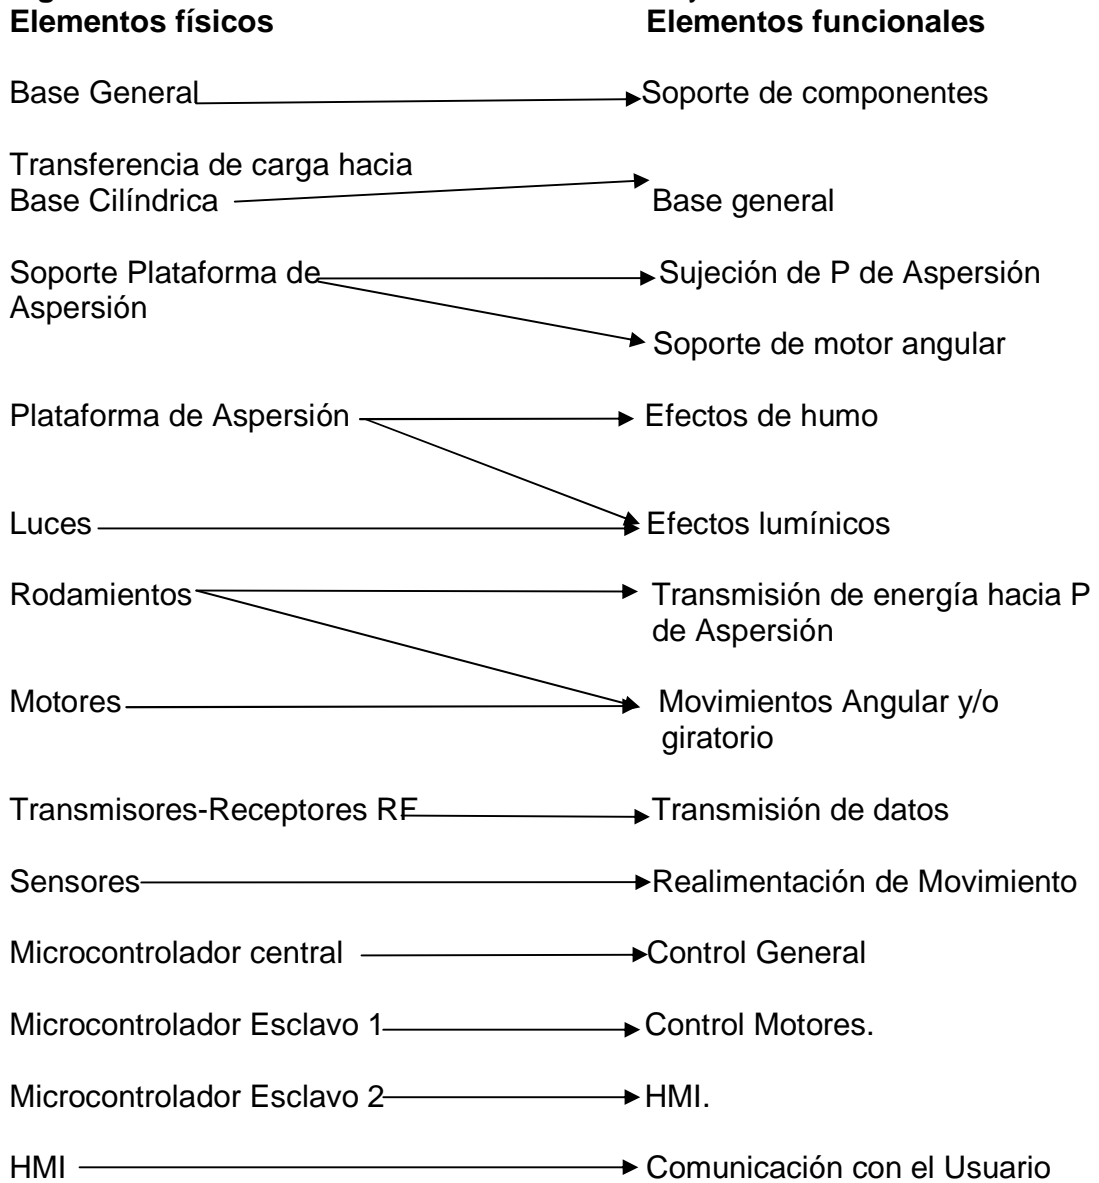 Elementos físicos Elementos funcionales
Base General Soporte de componentes
Transferencia de carga hacia
Base Cilíndrica Base general
Soporte Plataforma de Sujeción de P de Aspersión
Aspersión
Soporte de motor angular
Plataforma de Aspersión Efectos de humo
Luces Efectos lumínicos
Rodamientos Transmisión de energía hacia P
de Aspersión
Motores Movimientos Angular y/o
giratorio
Transmisores-Receptores RF Transmisión de datos
Sensores Realimentación de Movimiento
Microcontrolador central Control General
Microcontrolador Esclavo 1 Control Motores.
Microcontrolador Esclavo 2 HMI.
HMI Comunicación con el Usuario